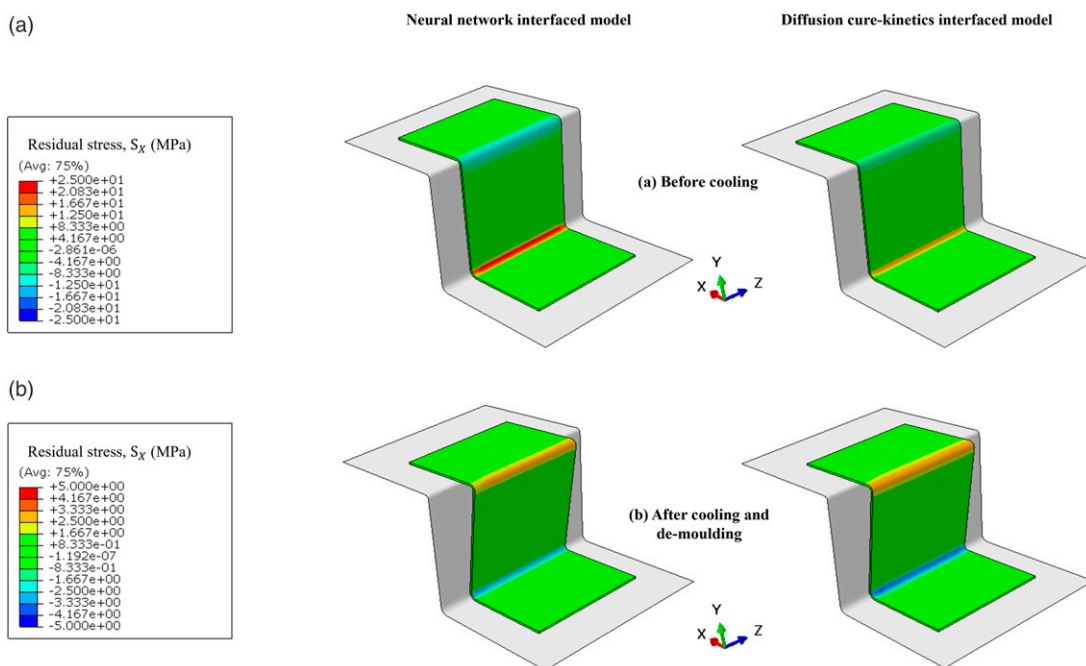 (a)
Neural network interfaced model
Diffusion cure-kinetics interfaced model
Residual stress, S_X (MPa)
(Avg: 75%)
+2.500e+01
+2.083e+01
+1.667e+01
+1.250e+01
+8.333e+00
+4.167e+00
-2.861e-06
-4.167e+00
-8.333e+00
-1.250e+01
-1.667e+01
-2.083e+01
-2.500e+01
(a) Before cooling
Y
X
Z
(b)
Residual stress, S_X (MPa)
(Avg: 75%)
+5.000e+00
+4.167e+00
+3.333e+00
+2.500e+00
+1.667e+00
+8.333e-01
-1.192e-07
-8.333e-01
-1.667e+00
-2.500e+00
-3.333e+00
-4.167e+00
-5.000e+00
(b) After cooling and
de-moulding
Y
X
Z